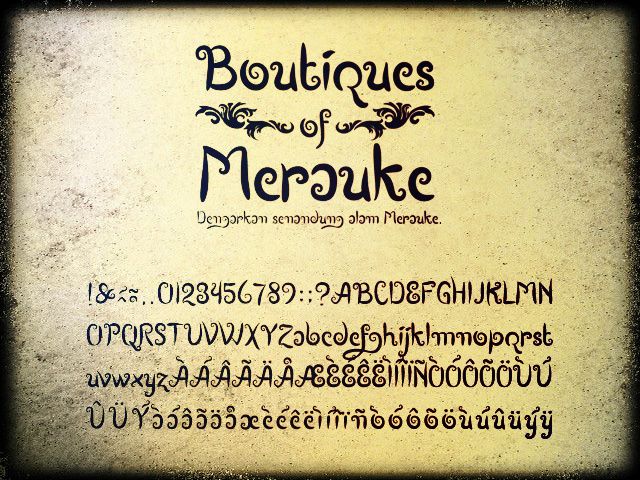 Boutiques
of
Merauke
Dengarkan senandung alam Merauke.
!&
..0123456789:;?ABCDEFGHIJKLMN
OPQRSTUVWXYZabcdefghijklmnopqrst
uvwxyzÀÁÂÃÄÅÆÈÉÊËÌÍÎÏÑÒÓÔÕÖÙÚ
ÛÜÝàáâãäåæèéêëìíîïñòóôõöùúûüýÿ